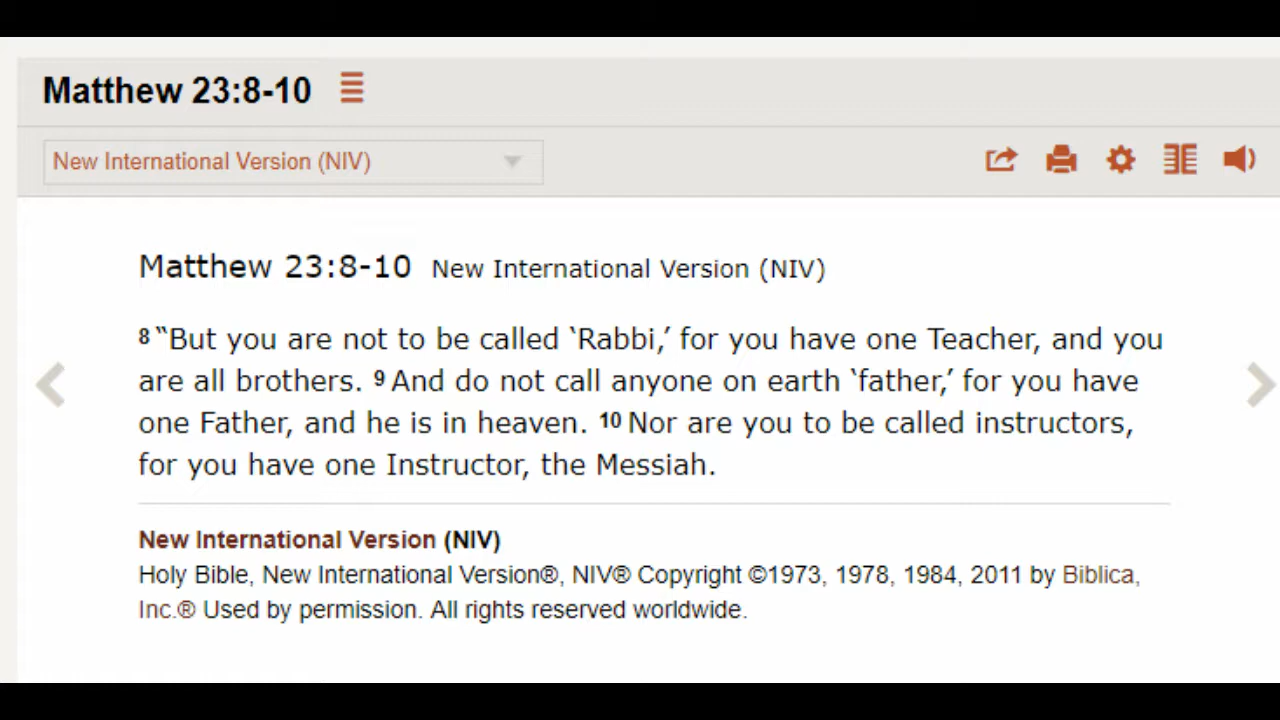 Matthew 23:8-10
New International Version (NIV)
Matthew 23:8-10 New International Version (NIV)
8 “But you are not to be called ‘Rabbi,’ for you have one Teacher, and you
are all brothers. 9 And do not call anyone on earth ‘father,’ for you have
one Father, and he is in heaven. 10 Nor are you to be called instructors,
for you have one Instructor, the Messiah.
New International Version (NIV)
Holy Bible, New International Version®, NIV® Copyright ©1973, 1978, 1984, 2011 by Biblica,
Inc.® Used by permission. All rights reserved worldwide.